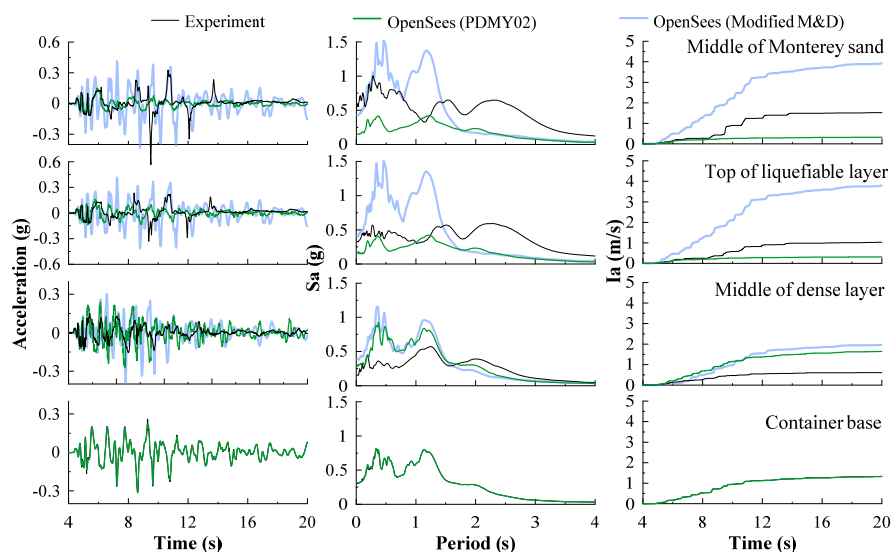 Experiment OpenSees (PDMY02) OpenSees (Modified M&D)
0.6 1.5 5 Middle of Monterey sand
0.3 1.0 4
0 0.5 3
-0.3 0 2
1
0
0.6 1.5 5 Top of liquefiable layer
0.3 1.0 4
0 0.5 3
-0.3 0 2
-0.6 1
0
0.3 1.5 5 Middle of dense layer
0 1.0 4
-0.3 0.5 3
0 2
1
0
0.3 1.5 5 Container base
0 1.0 4
-0.3 0.5 3
0 2
1
0
Acceleration (g)
Sa (g)
Ia (m/s)
4 8 12 16 20 0 1 2 3 4 4 8 12 16 20
Time (s) Period (s) Time (s)